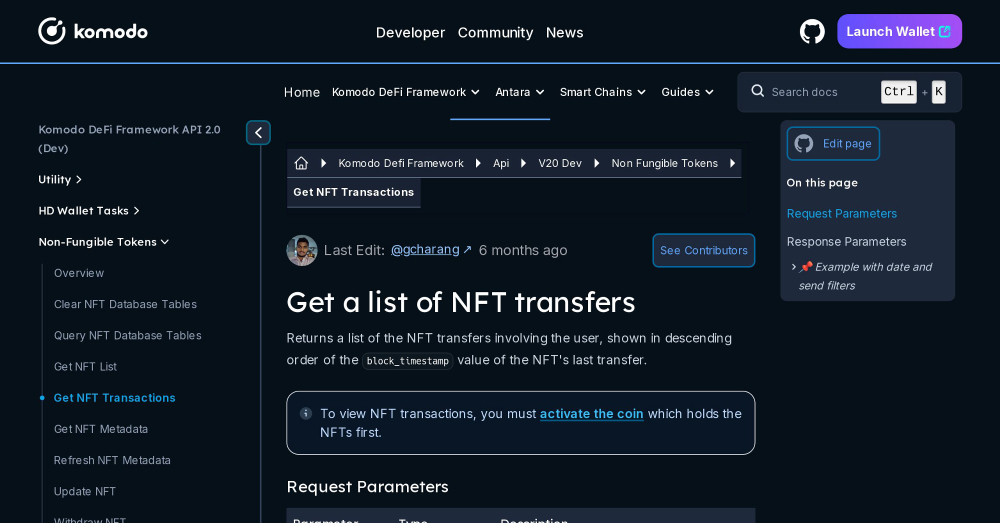 komodo
Developer Community News
Launch Wallet
Home Komodo DeFi Framework Antara Smart Chains Guides
Search docs Ctrl + K
Komodo DeFi Framework API 2.0
(Dev)
Utility
HD Wallet Tasks
Non-Fungible Tokens
Overview
Clear NFT Database Tables
Query NFT Database Tables
Get NFT List
Get NFT Transactions
Get NFT Metadata
Refresh NFT Metadata
Update NFT
Withdraw NFT
Komodo Defi Framework Api V20 Dev Non Fungible Tokens
Get NFT Transactions
Last Edit: @gcharang ↗ 6 months ago
See Contributors
Get a list of NFT transfers
Returns a list of the NFT transfers involving the user, shown in descending
order of the block_timestamp value of the NFT's last transfer.
To view NFT transactions, you must activate the coin which holds the
NFTs first.
Request Parameters
Parameter Type Description
Edit page
On this page
Request Parameters
Response Parameters
📌 Example with date and
send filters